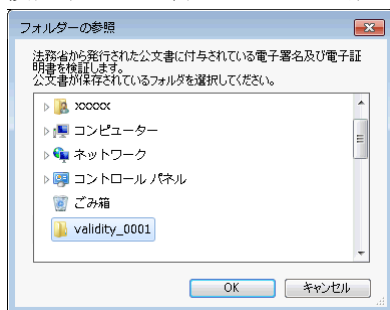 フォルダーの参照
法務省から発行された公文書に付与されている電子署名及び電子証
明書を検証します。
公文書が保存されているフォルダを選択してください。
xxxxxx
コンピューター
ネットワーク
コントロール パネル
ごみ箱
validity_0001
OK キャンセル